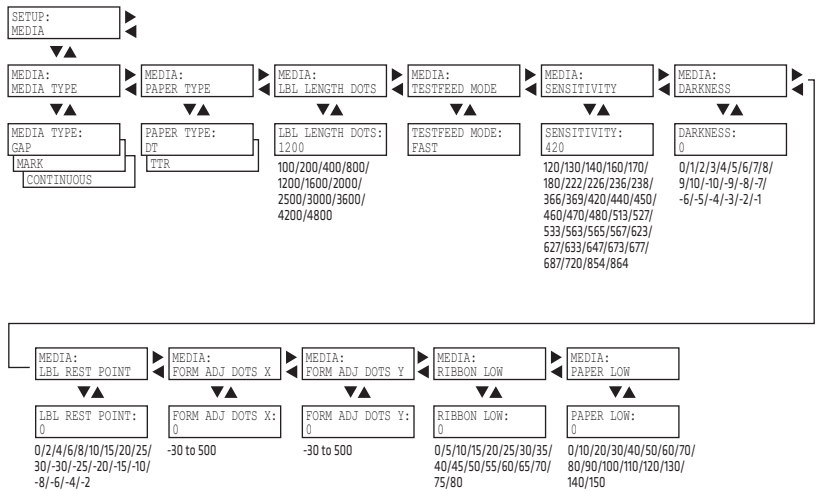 SETUP:
MEDIA
MEDIA:
MEDIA TYPE
MEDIA:
PAPER TYPE
MEDIA:
LBL LENGTH DOTS
MEDIA:
TESTFEED MODE
MEDIA:
SENSITIVITY
MEDIA:
DARKNESS
MEDIA TYPE:
GAP
MARK
CONTINUOUS
PAPER TYPE:
DT
TTR
LBL LENGTH DOTS:
1200
100/200/400/800/
1200/1600/2000/
2500/3000/3600/
4200/4800
TESTFEED MODE:
FAST
SENSITIVITY:
420
120/130/140/160/170/
180/222/226/236/238/
366/369/420/440/450/
460/470/480/513/527/
533/563/565/567/623/
627/633/647/673/677/
687/720/854/864
DARKNESS:
0
0/1/2/3/4/5/6/7/8/
9/10/-10/-9/-8/-7/
-6/-5/-4/-3/-2/-1
MEDIA:
LBL REST POINT
MEDIA:
FORM ADJ DOTS X
MEDIA:
FORM ADJ DOTS Y
MEDIA:
RIBBON LOW
MEDIA:
PAPER LOW
LBL REST POINT:
0
0/2/4/6/8/10/15/20/25/
30/-30/-25/-20/-15/-10/
-8/-6/-4/-2
FORM ADJ DOTS X:
0
-30 to 500
FORM ADJ DOTS Y:
0
-30 to 500
RIBBON LOW:
0
0/5/10/15/20/25/30/35/
40/45/50/55/60/65/70/
75/80
PAPER LOW:
0
0/10/20/30/40/50/60/70/
80/90/100/110/120/130/
140/150